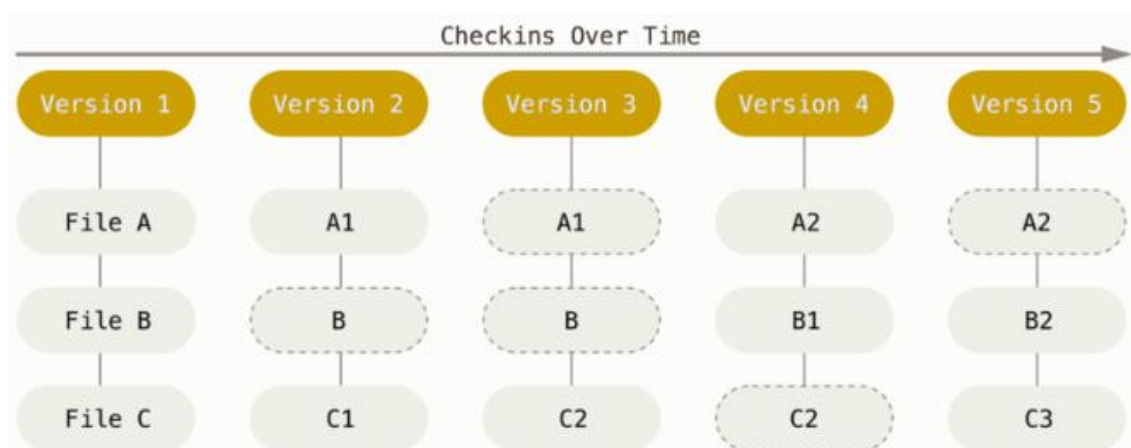 Checkins Over Time
Version 1 Version 2 Version 3 Version 4 Version 5
File A A1 A1 A2 A2
File B B B B1 B2
File C C1 C2 C2 C3